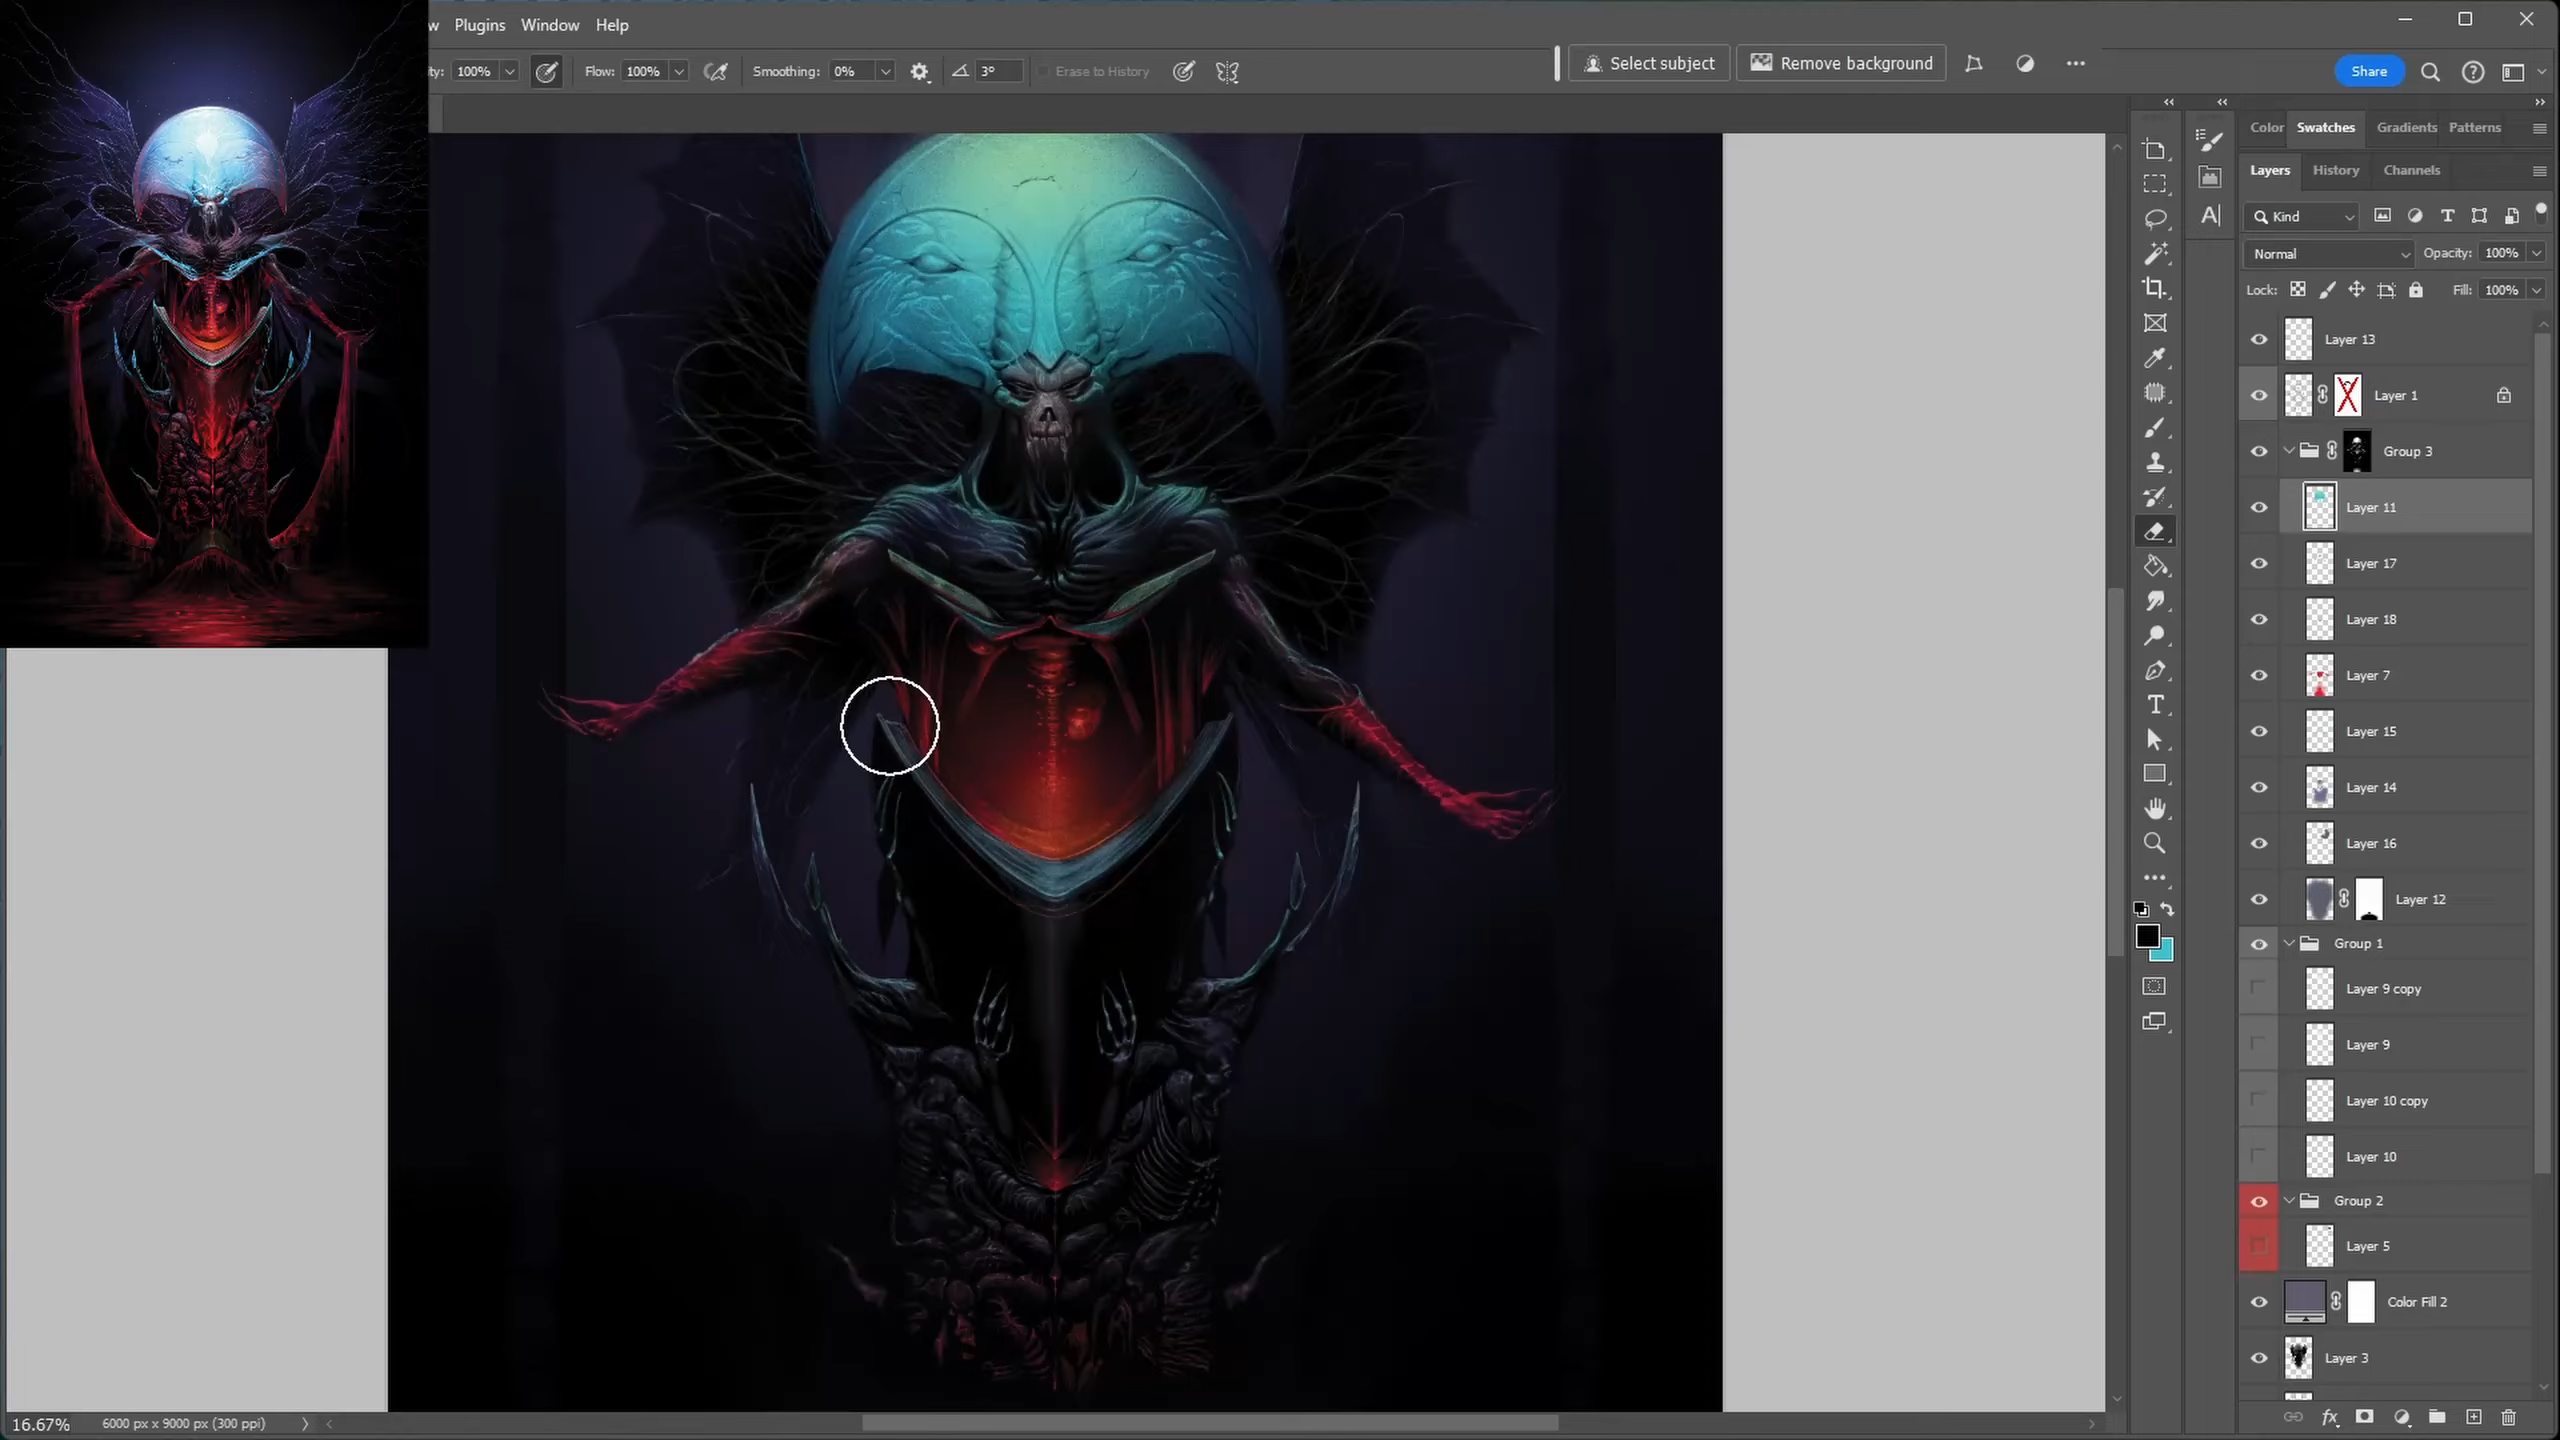 w Plugins Window Help
ty: 100% Flow: 100% Smoothing: 0% 3° Erase to History Select subject Remove background Share
Color Swatches Gradients Patterns
Layers History Channels
Kind
Normal Opacity: 100%
Lock: Fill: 100%
Layer 13
Layer 1
Group 3
Layer 11
Layer 17
Layer 18
Layer 7
Layer 15
Layer 14
Layer 16
Layer 12
Group 1
Layer 9 copy
Layer 9
Layer 10 copy
Layer 10
Group 2
Layer 5
Color Fill 2
Layer 3
16.67% 6000 px x 9000 px (300 ppi)